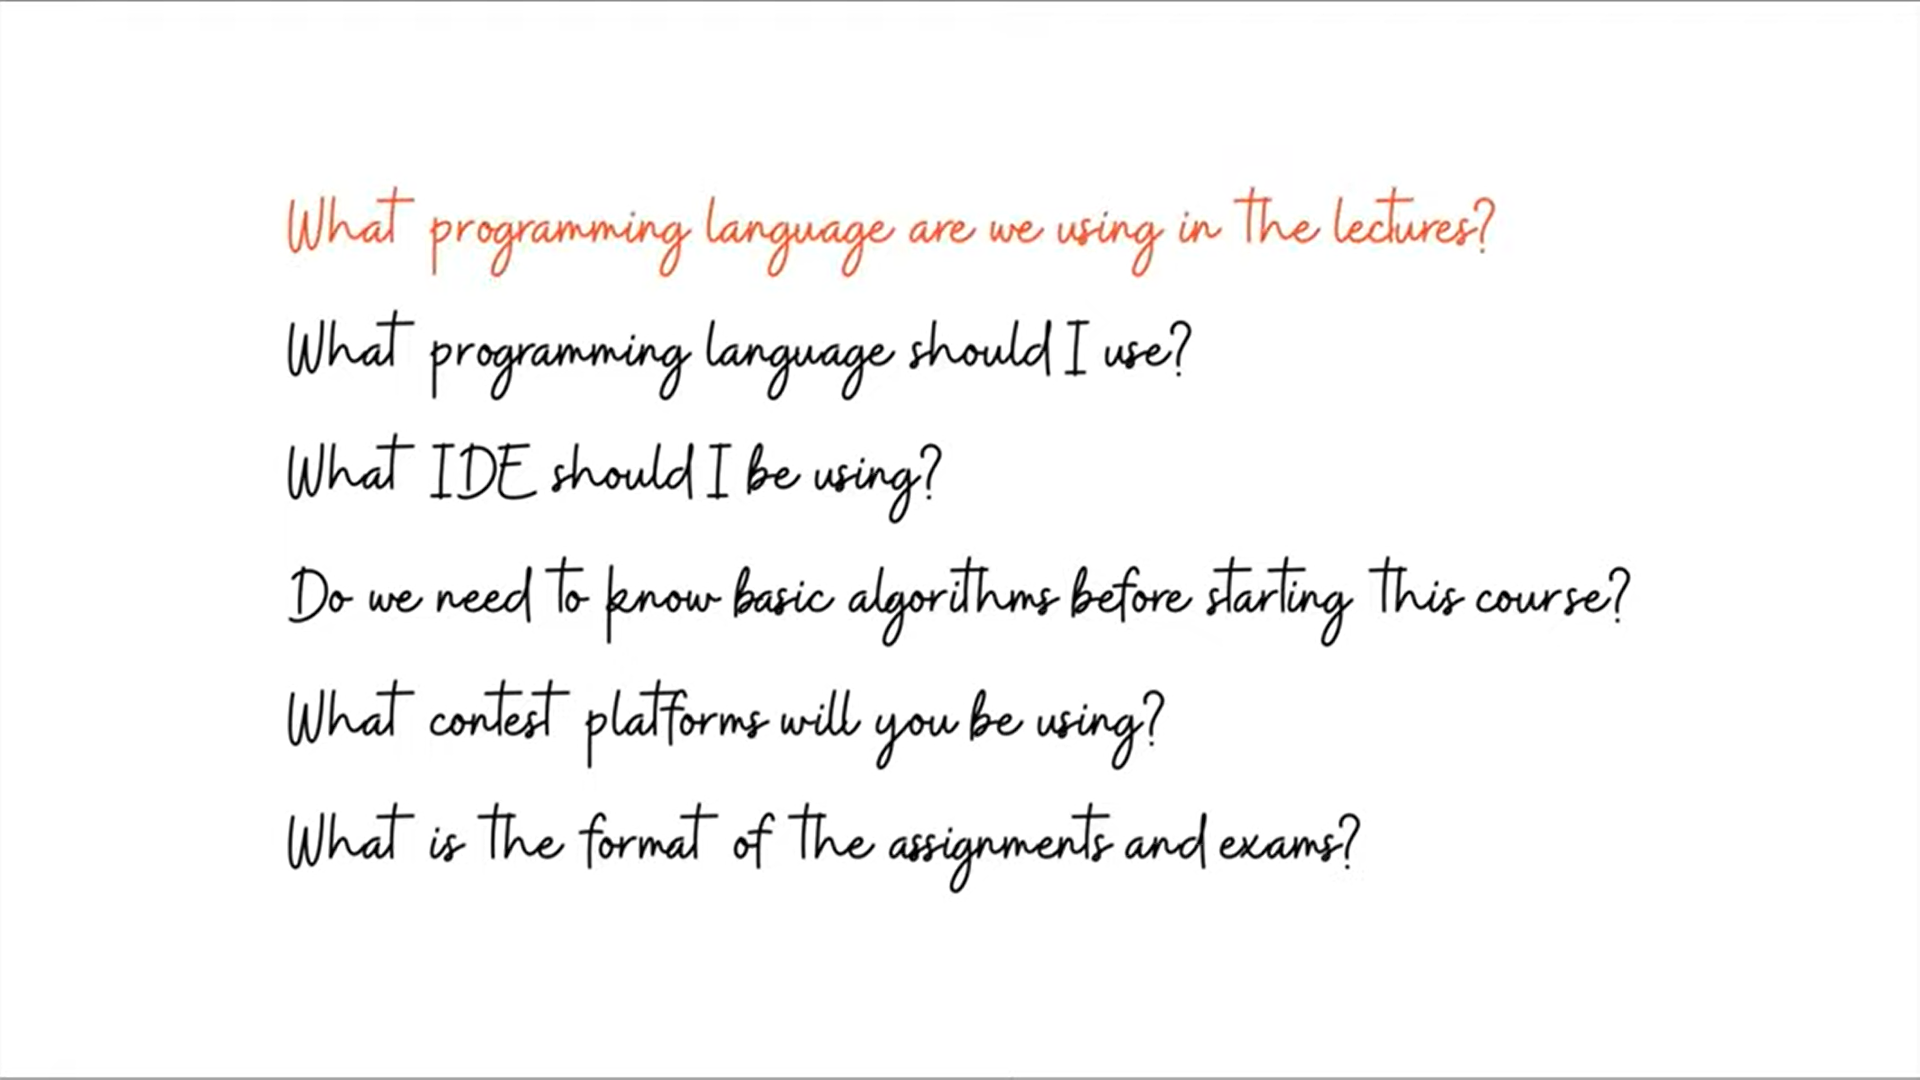 What programming language are we using in the lectures?
What programming language should I use?
What IDE should I be using?
Do we need to know basic algorithms before starting this course?
What contest platforms will you be using?
What is the format of the assignments and exams?